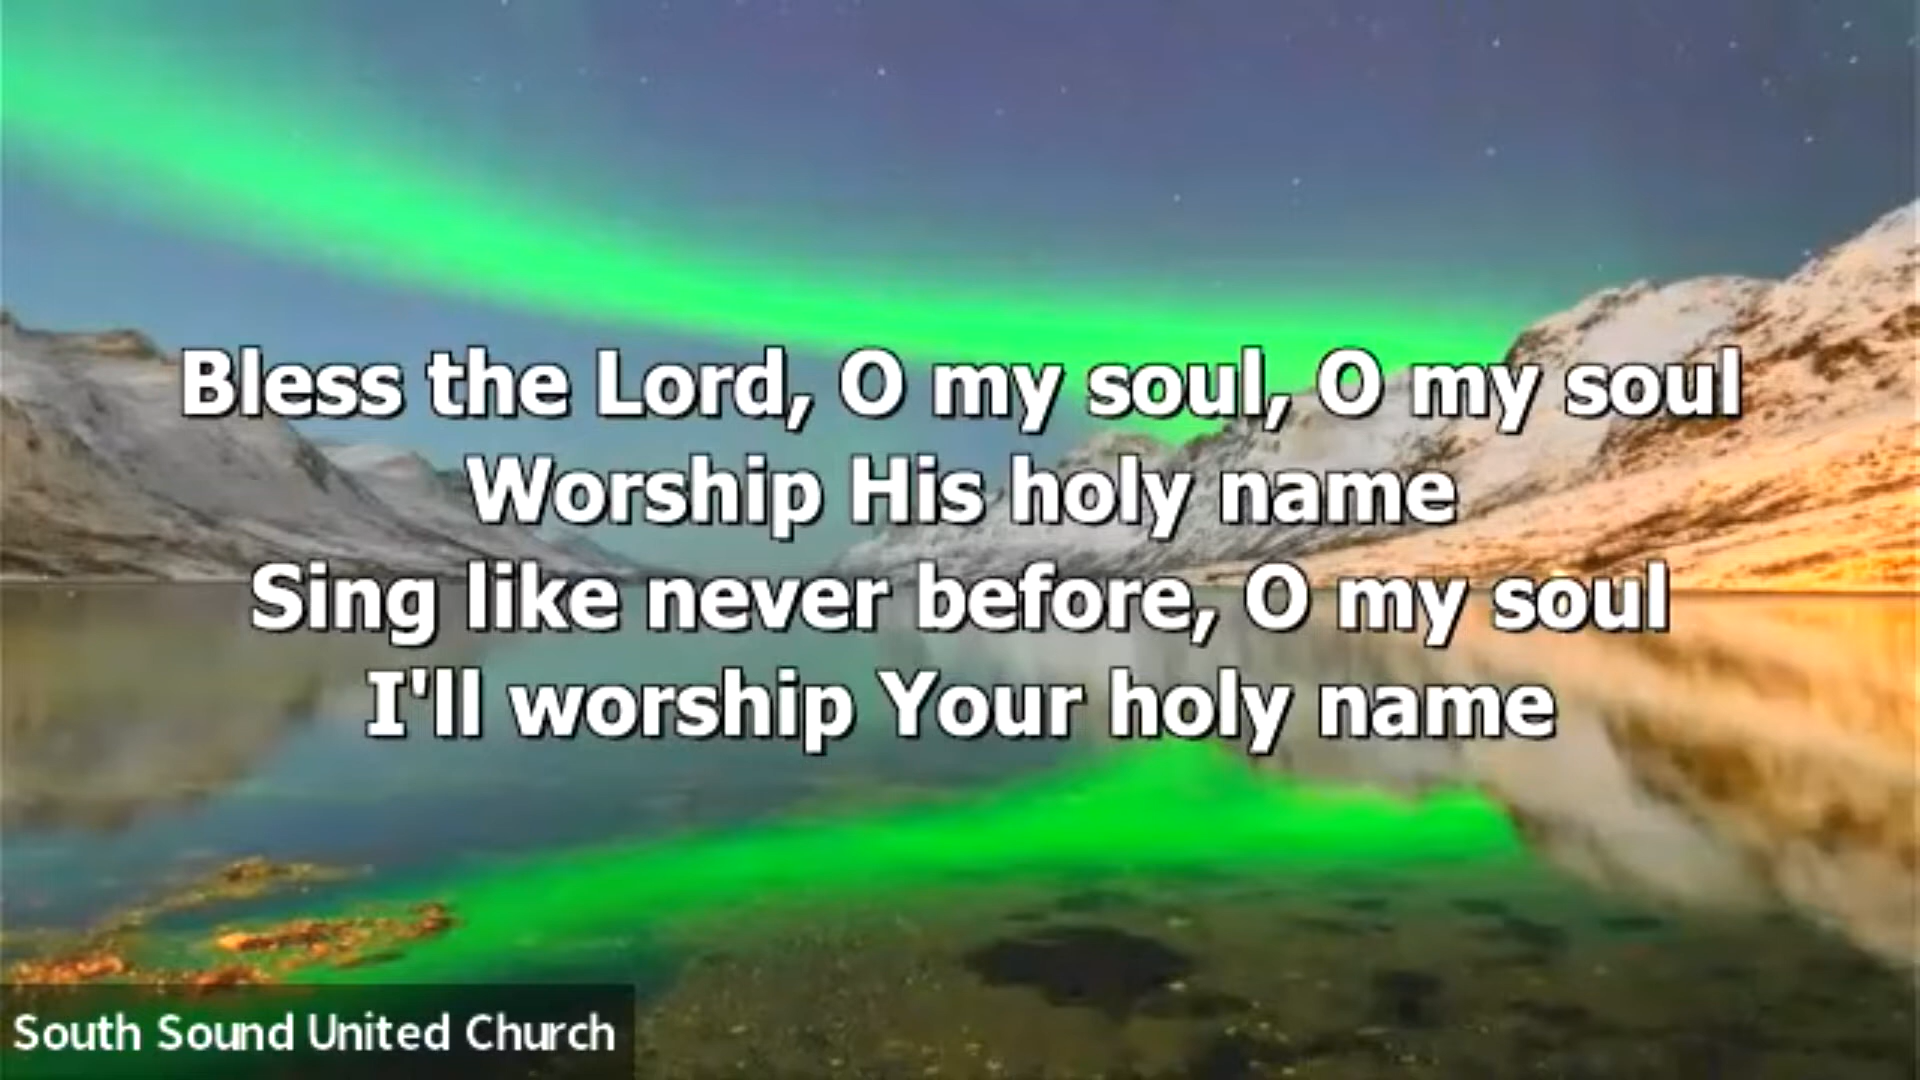 Bless the Lord, O my soul, O my soul
Worship His holy name
Sing like never before, O my soul
I'll worship Your holy name
South Sound United Church